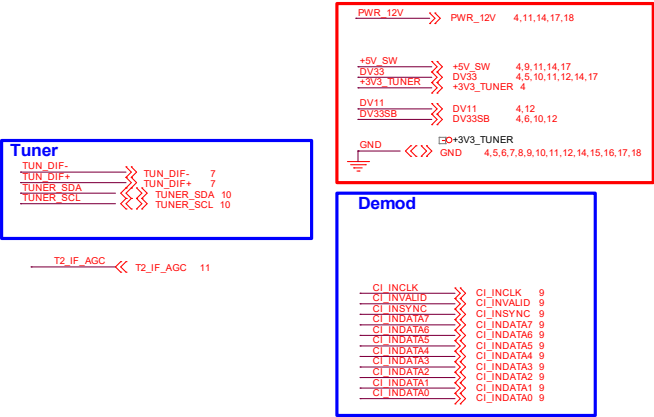 PWR_12V PWR_12V 4,11,14,17,18
+5V_SW +5V_SW 4,9,11,14,17
DV33 DV33 4,5,10,11,12,14,17
+3V3_TUNER +3V3_TUNER 4
DV11 DV11 4,12
DV33SB DV33SB 4,6,10,12
+3V3_TUNER
GND GND 4,5,6,7,8,9,10,11,12,14,15,16,17,18
Tuner
TUN_DIF- TUN_DIF- 7
TUN_DIF+ TUN_DIF+ 7
TUNER_SDA TUNER_SDA 10
TUNER_SCL TUNER_SCL 10
T2_IF_AGC T2_IF_AGC 11
Demod
CI_INCLK CI_INCLK 9
CI_INVALID CI_INVALID 9
CI_INSYNC CI_INSYNC 9
CI_INDATA7 CI_INDATA7 9
CI_INDATA6 CI_INDATA6 9
CI_INDATA5 CI_INDATA5 9
CI_INDATA4 CI_INDATA4 9
CI_INDATA3 CI_INDATA3 9
CI_INDATA2 CI_INDATA2 9
CI_INDATA1 CI_INDATA1 9
CI_INDATA0 CI_INDATA0 9